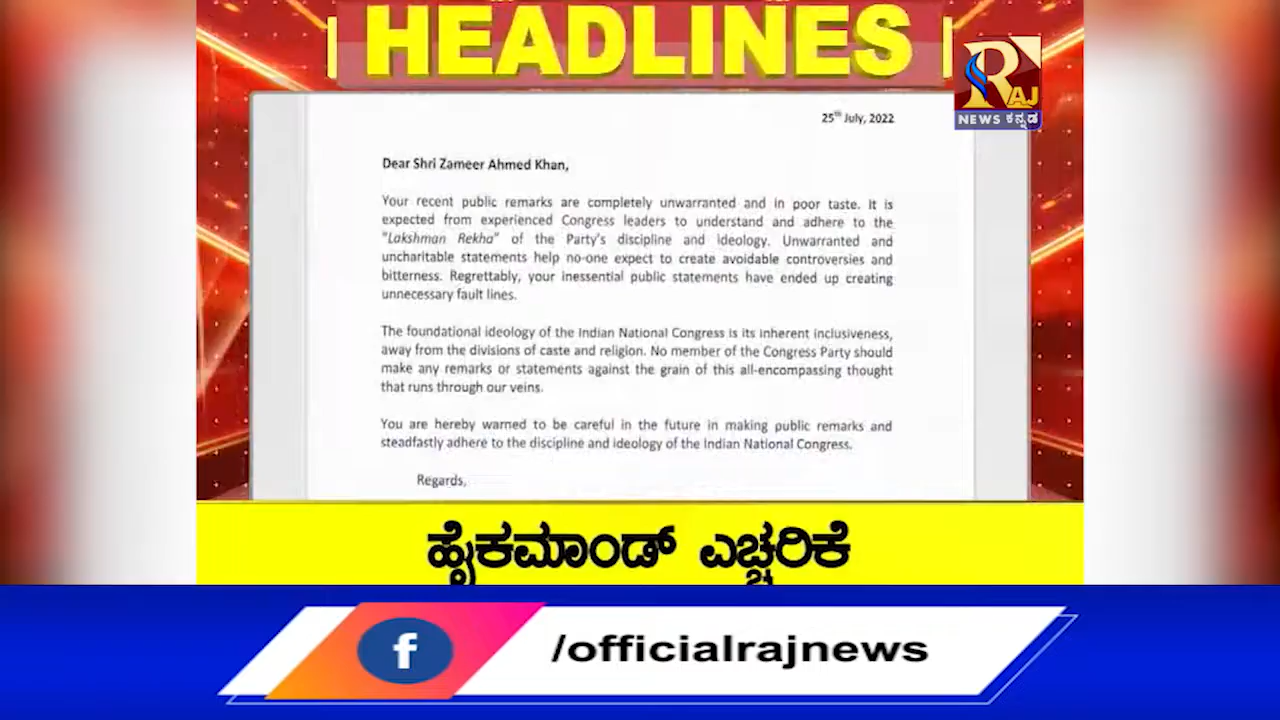 HEADLINES
RAJ
NEWS ಕನ್ನಡ
25th July, 2022
Dear Shri Zameer Ahmed Khan,
Your recent public remarks are completely unwarranted and in poor taste. It is
expected from experienced Congress leaders to understand and adhere to the
"Lakshman Rekha" of the Party's discipline and ideology. Unwarranted and
uncharitable statements help no-one expect to create avoidable controversies and
bitterness. Regrettably, your inessential public statements have ended up creating
unnecessary fault lines.
The foundational ideology of the Indian National Congress is its inherent inclusiveness,
away from the divisions of caste and religion. No member of the Congress Party should
make any remarks or statements against the grain of this all-encompassing thought
that runs through our veins.
You are hereby warned to be careful in the future in making public remarks and
steadfastly adhere to the discipline and ideology of the Indian National Congress.
Regards,
ಹೈಕಮಾಂಡ್ ಎಚ್ಚರಿಕೆ
f /officialrajnews